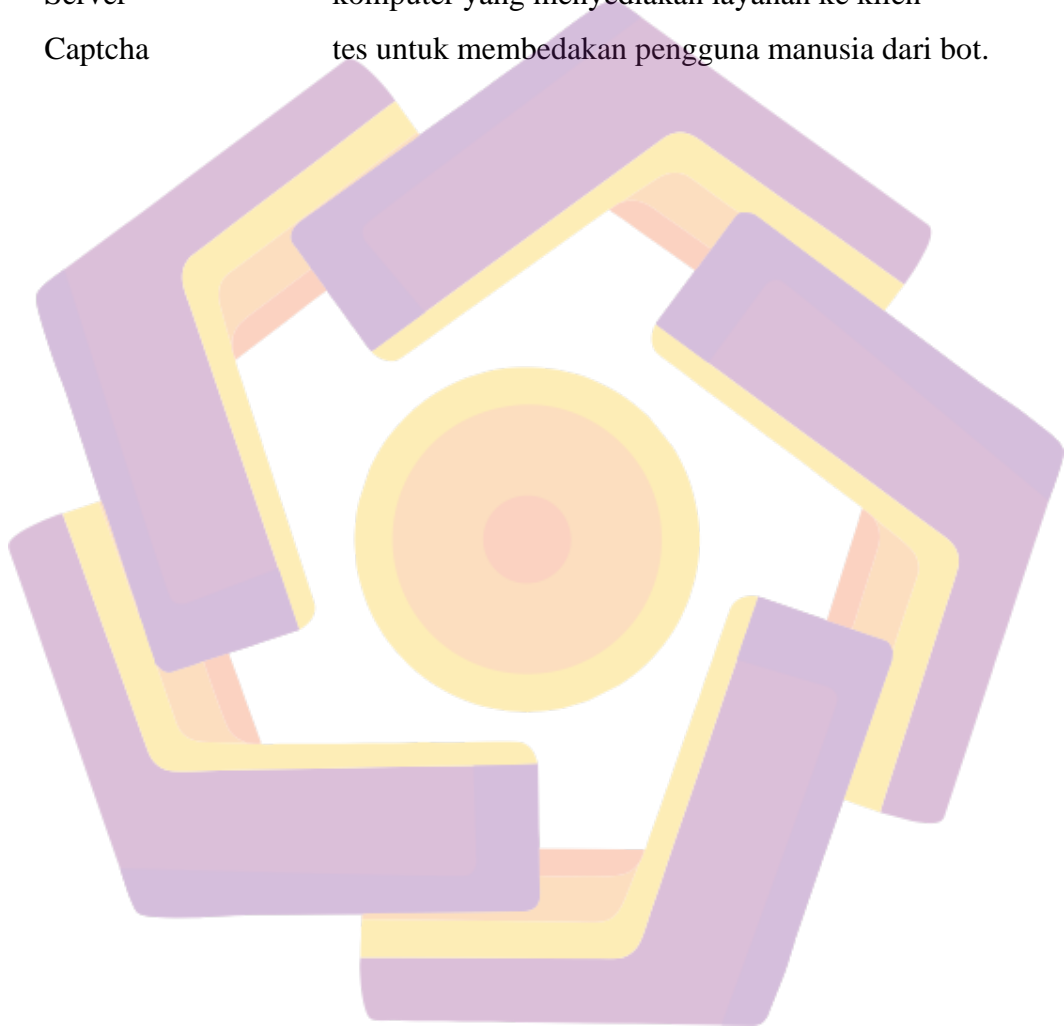 Server komputer yang menyediakan layanan ke klien
Captcha tes untuk membedakan pengguna manusia dari bot.